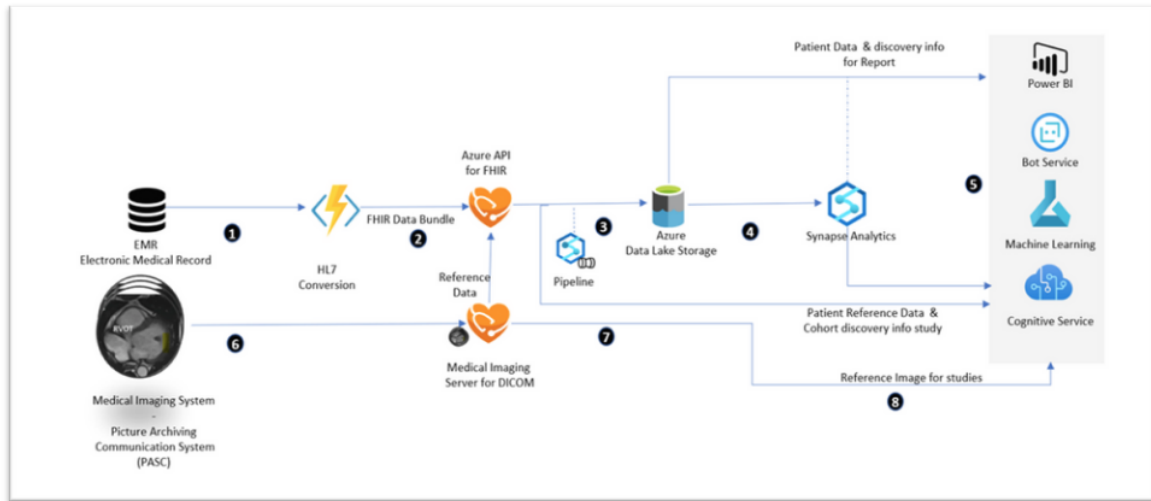 Patient Data & discovery info
for Report
Power BI
Bot Service
5
Machine Learning
Cognitive Service
Azure API
for FHIR
EMR
Electronic Medical Record
1
HL7
Conversion
FHIR Data Bundle
2
3
Pipeline
Azure
Data Lake Storage
4
Synapse Analytics
Reference
Data
Patient Reference Data &
Cohort discovery info study
RVOT
6
Medical Imaging
Server for DICOM
7
Reference Image for studies
8
Medical Imaging System
-
Picture Archiving
Communication System
(PASC)